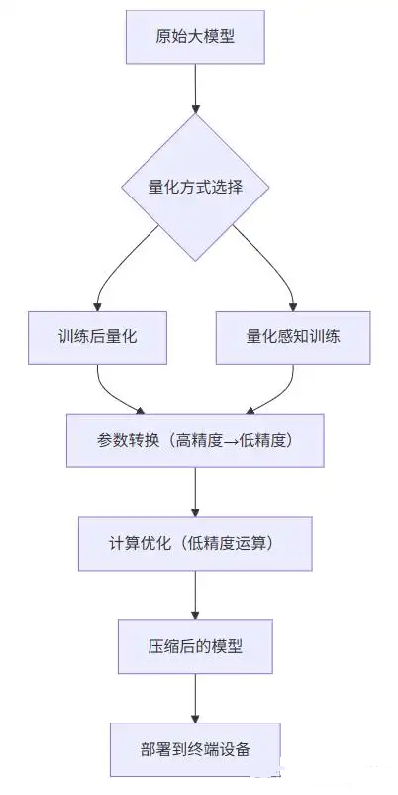 原始大模型
量化方式选择
训练后量化
量化感知训练
参数转换（高精度→低精度）
计算优化（低精度运算）
压缩后的模型
部署到终端设备